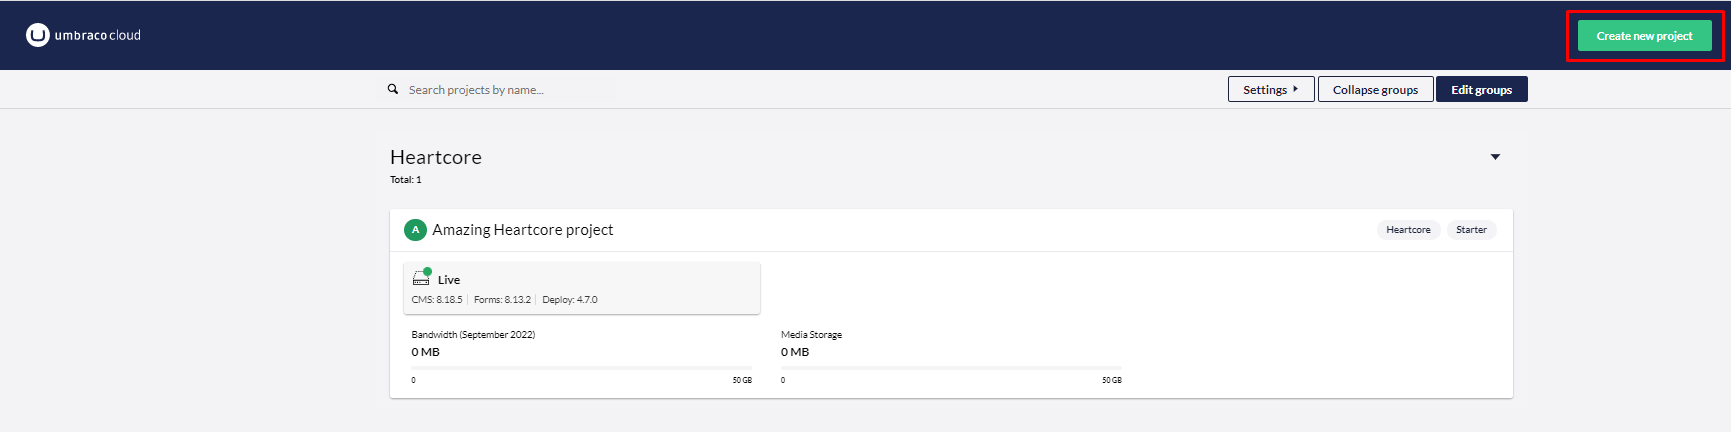 umbraco cloud
Create new project
Search projects by name...
Settings
Collapse groups
Edit groups
Heartcore
Total: 1
A
Amazing Heartcore project
Heartcore
Starter
Live
CMS: 8.18.5 | Forms: 8.13.2 | Deploy: 4.7.0
Bandwidth (September 2022)
0 MB
0
50 GB
Media Storage
0 MB
0
50 GB